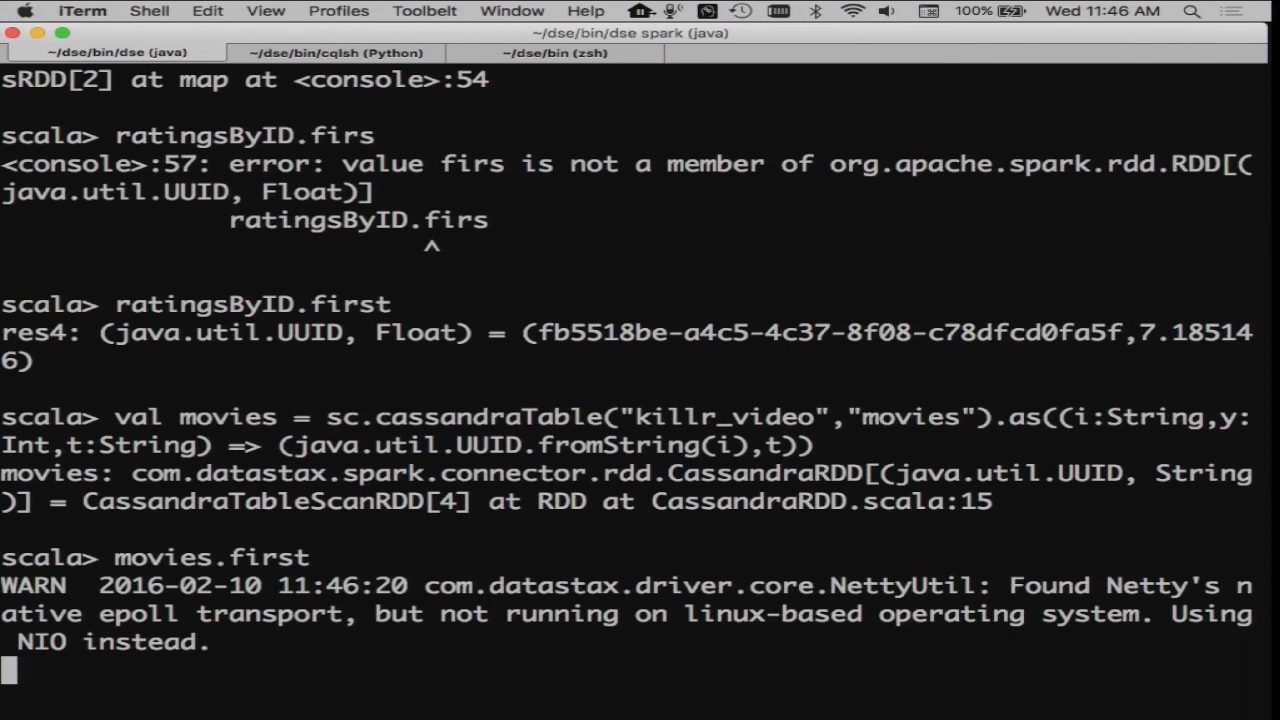 iTerm Shell Edit View Profiles Toolbelt Window Help 100% Wed 11:46 AM
~/dse/bin/dse spark (java)
~/dse/bin/dse (java) ~/dse/bin/cqlsh (Python) ~/dse/bin (zsh)
sRDD[2] at map at <console>:54
scala> ratingsByID.firs
<console>:57: error: value firs is not a member of org.apache.spark.rdd.RDD[(
java.util.UUID, Float)]
ratingsByID.firs
^
scala> ratingsByID.first
res4: (java.util.UUID, Float) = (fb5518be-a4c5-4c37-8f08-c78dfcd0fa5f,7.18514
6)
scala> val movies = sc.cassandraTable("killr_video","movies").as((i:String,y:
Int,t:String) => (java.util.UUID.fromString(i),t))
movies: com.datastax.spark.connector.rdd.CassandraRDD[(java.util.UUID, String
)] = CassandraTableScanRDD[4] at RDD at CassandraRDD.scala:15
scala> movies.first
WARN  2016-02-10 11:46:20 com.datastax.driver.core.NettyUtil: Found Netty's n
ative epoll transport, but not running on linux-based operating system. Using
NIO instead.